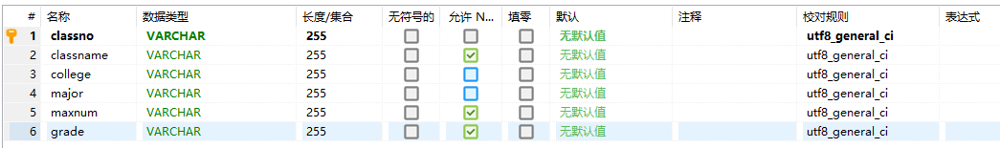 # 名称 数据类型 长度/集合 无符号的 允许 N... 填零 默认 注释 校对规则 表达式
1 classno VARCHAR 255 无默认值 utf8_general_ci
2 classname VARCHAR 255 无默认值 utf8_general_ci
3 college VARCHAR 255 无默认值 utf8_general_ci
4 major VARCHAR 255 无默认值 utf8_general_ci
5 maxnum VARCHAR 255 无默认值 utf8_general_ci
6 grade VARCHAR 255 无默认值 utf8_general_ci